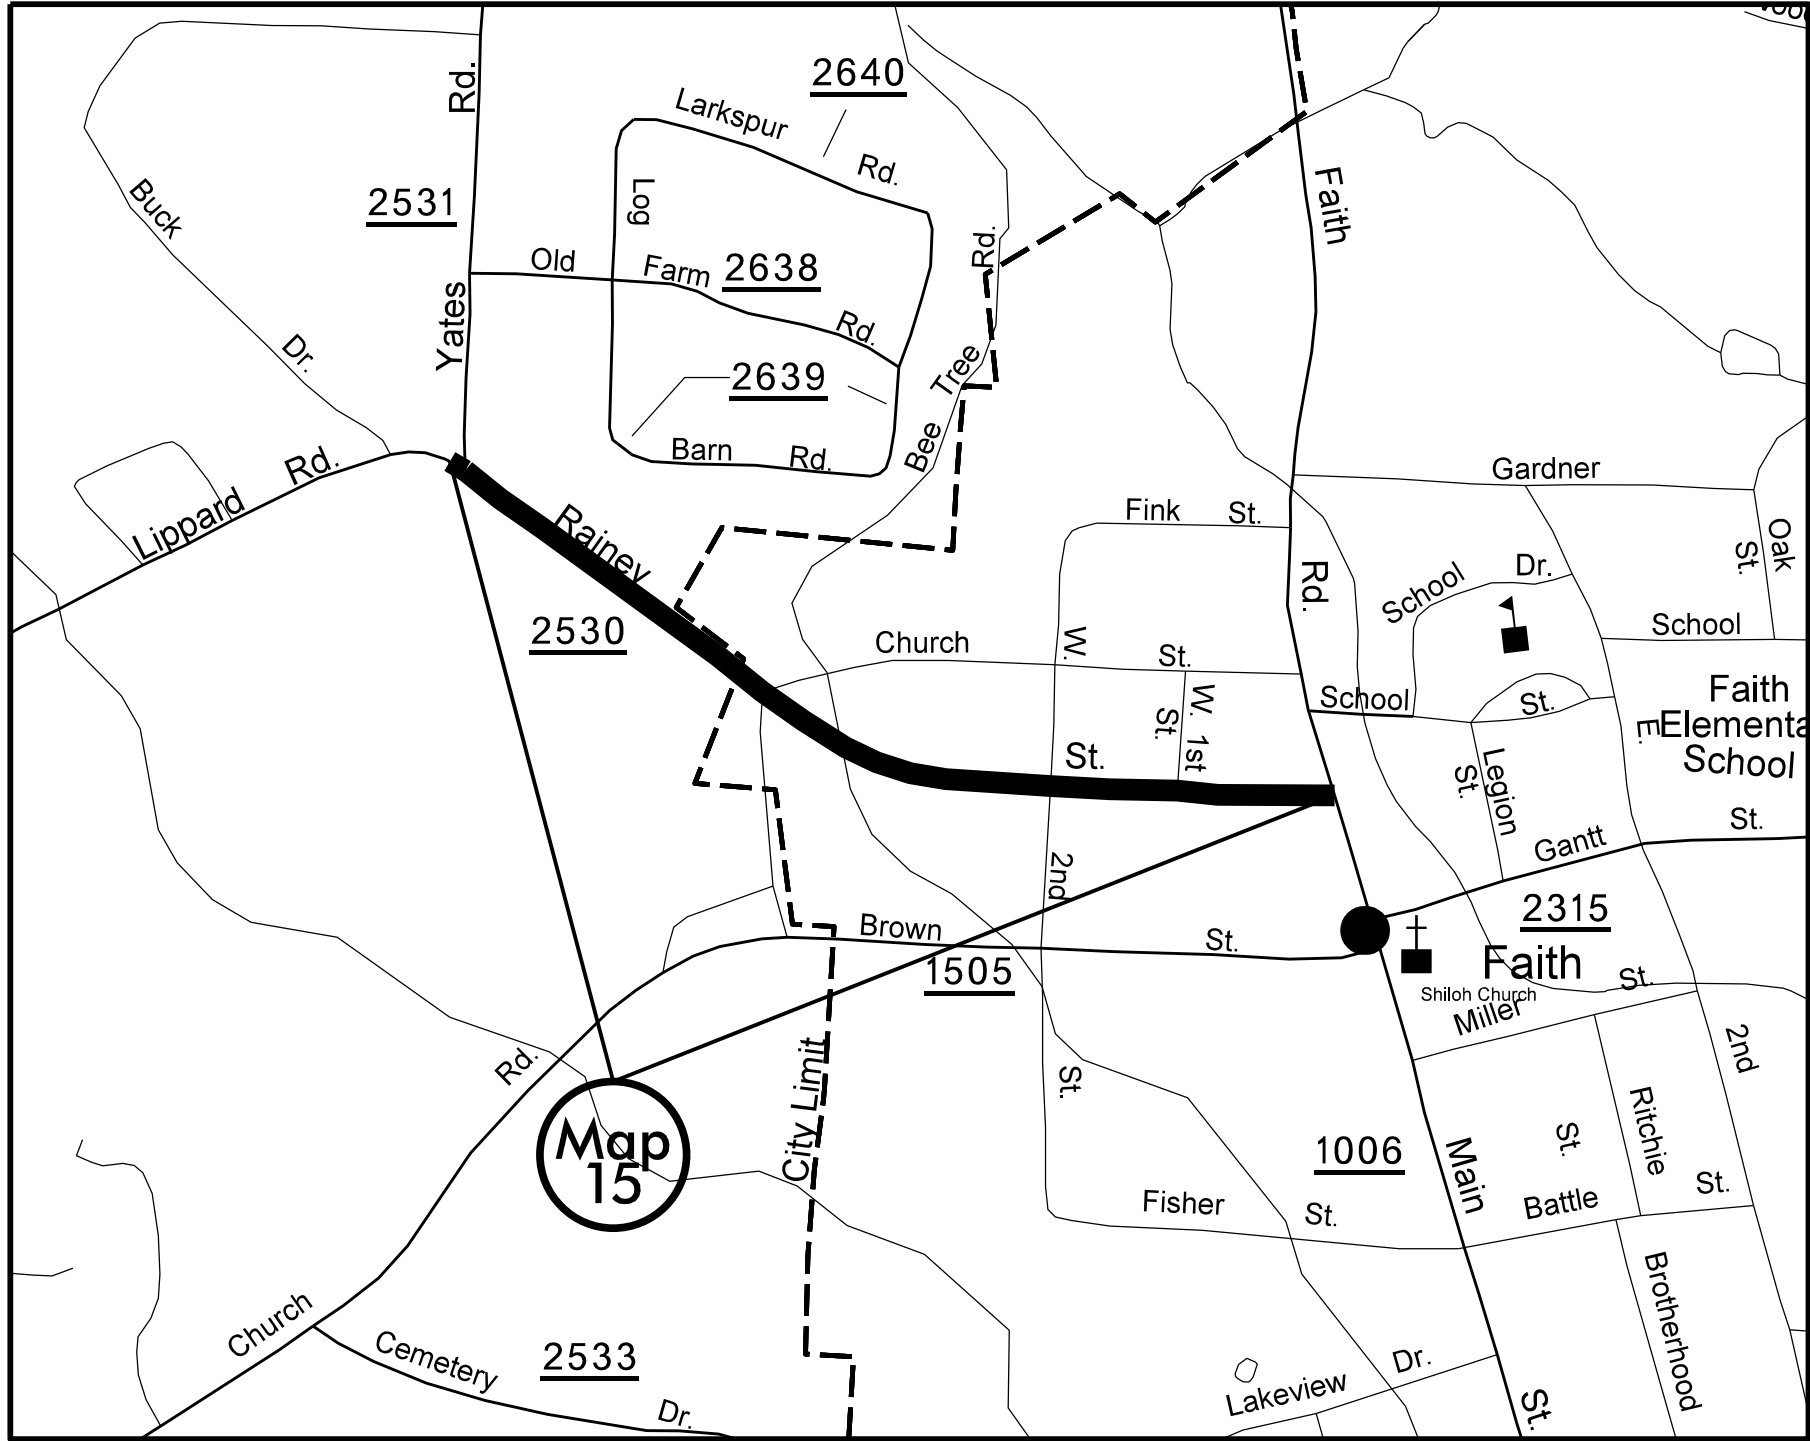 Rd.
2640
Larkspur
Rd.
Buck
2531
Log
Faith
Rd.
Old
Farm
2638
Yates
Rd.
Dr.
2639
Tree
Bee
Barn
Rd.
Rd.
Lippard
Gardner
Fink
St.
Oak
St.
Rainey
Rd.
School
Dr.
2530
Church
W.
St.
School
School
St.
W. 1st
St.
Faith
E.
Elementa
School
St.
Legion
St.
Gantt
St.
2nd
2315
Brown
St.
1505
Faith
Shiloh Church
St.
Miller
2nd
Rd.
City Limit
St.
Map
15
1006
Main
St.
Ritchie
Fisher
St.
Battle
St.
Church
Cemetery
2533
Dr.
Brotherhood
Lakeview
Dr.
St.